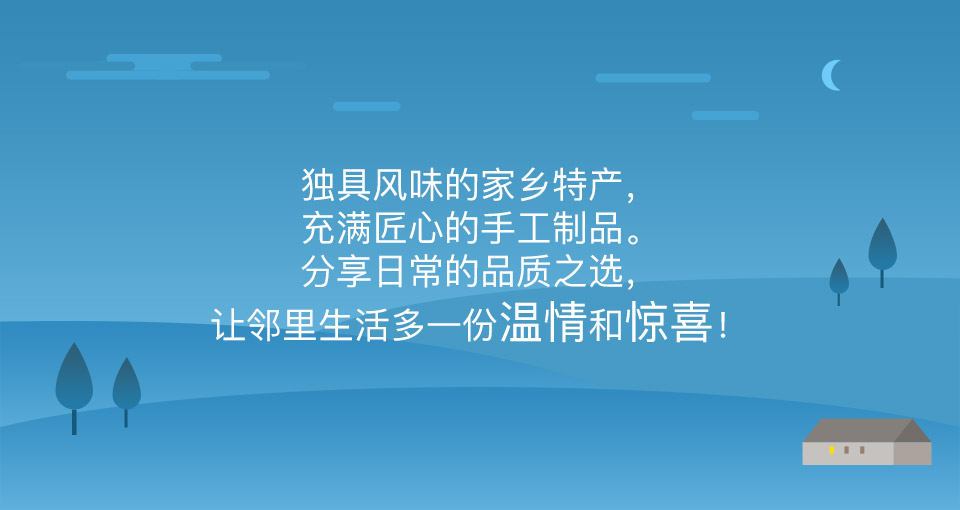 独具风味的家乡特产，
充满匠心的手工制品。
分享日常的品质之选，
让邻里生活多一份温情和惊喜！